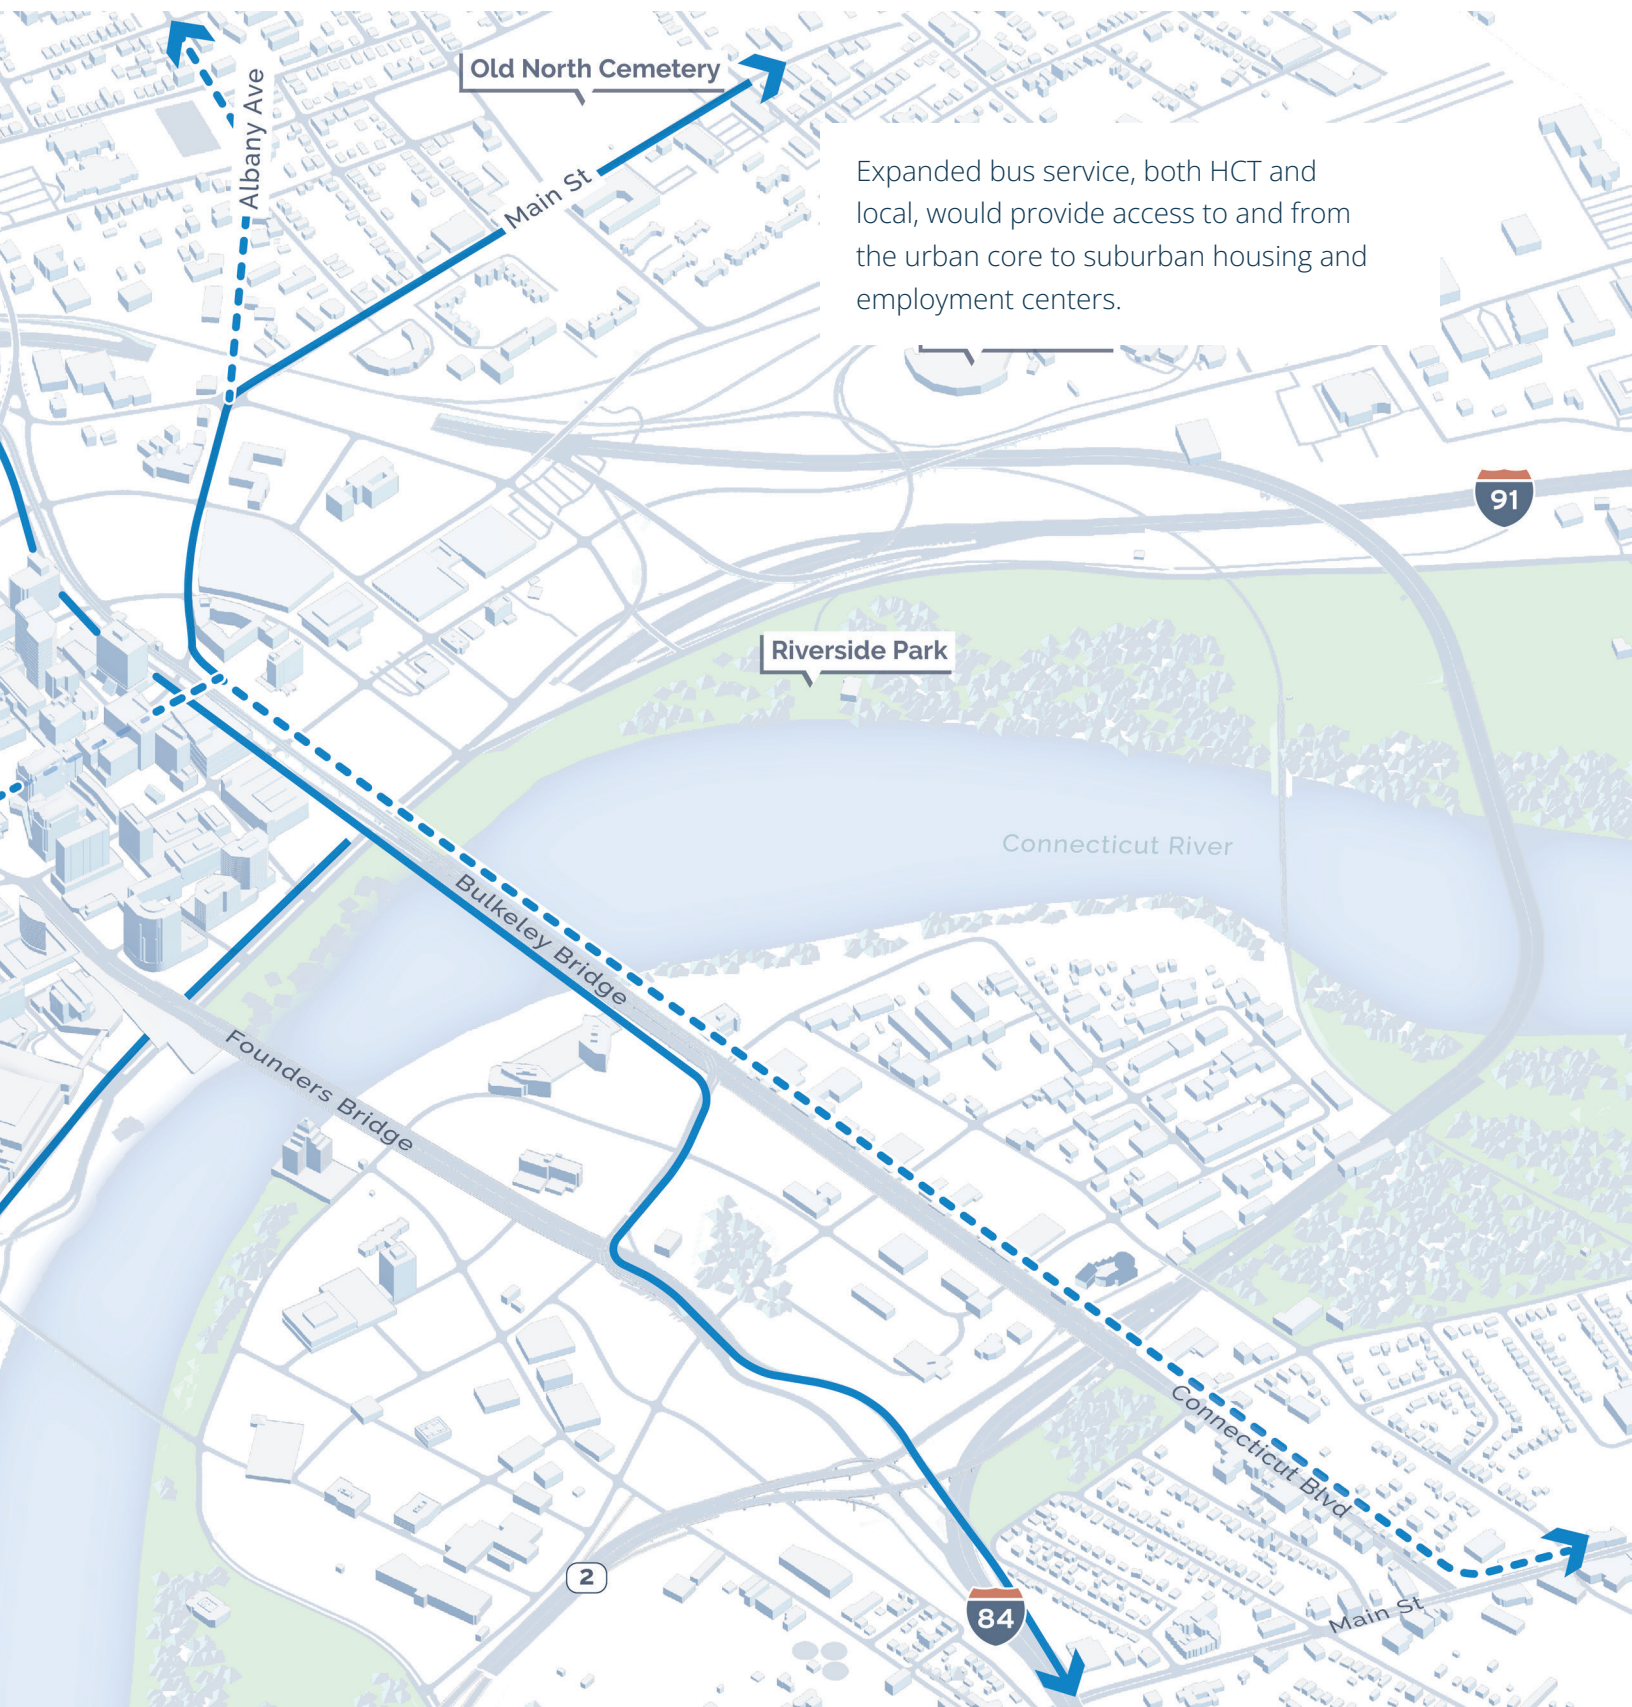 Old North Cemetery
Albany Ave
Main St
Expanded bus service, both HCT and
local, would provide access to and from
the urban core to suburban housing and
employment centers.
91
Riverside Park
Connecticut River
Bulkeley Bridge
Founders Bridge
Connecticut Blvd
2
84
Main St